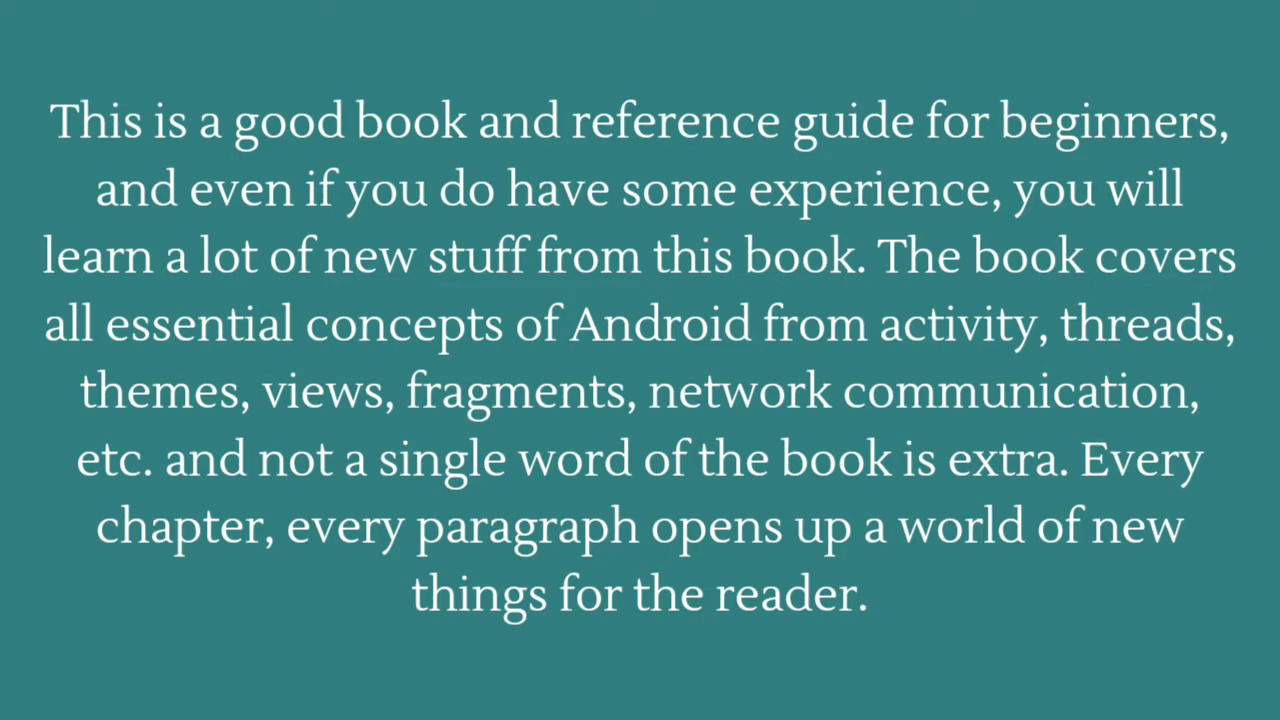 This is a good book and reference guide for beginners,
and even if you do have some experience, you will
learn a lot of new stuff from this book. The book covers
all essential concepts of Android from activity, threads,
themes, views, fragments, network communication,
etc. and not a single word of the book is extra. Every
chapter, every paragraph opens up a world of new
things for the reader.